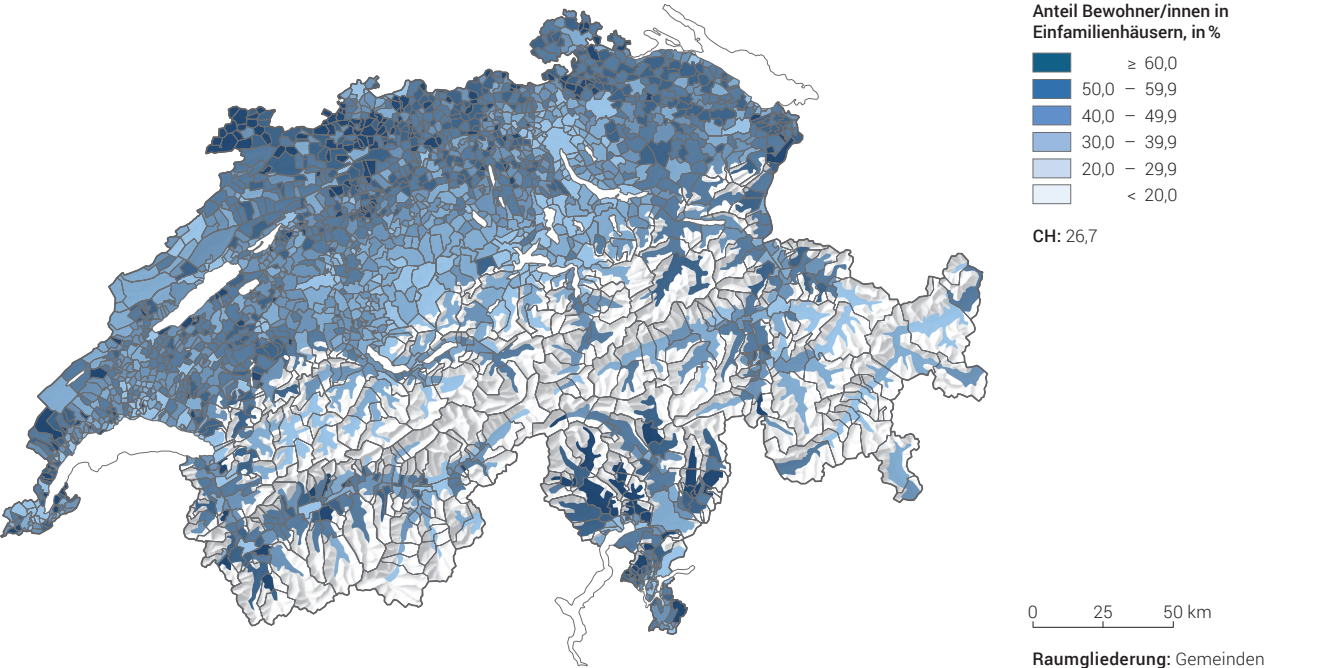 Anteil Bewohner/innen in
Einfamilienhäusern, in %
≥ 60,0
50,0 – 59,9
40,0 – 49,9
30,0 – 39,9
20,0 – 29,9
< 20,0
CH: 26,7
0 25 50 km
Raumgliederung: Gemeinden